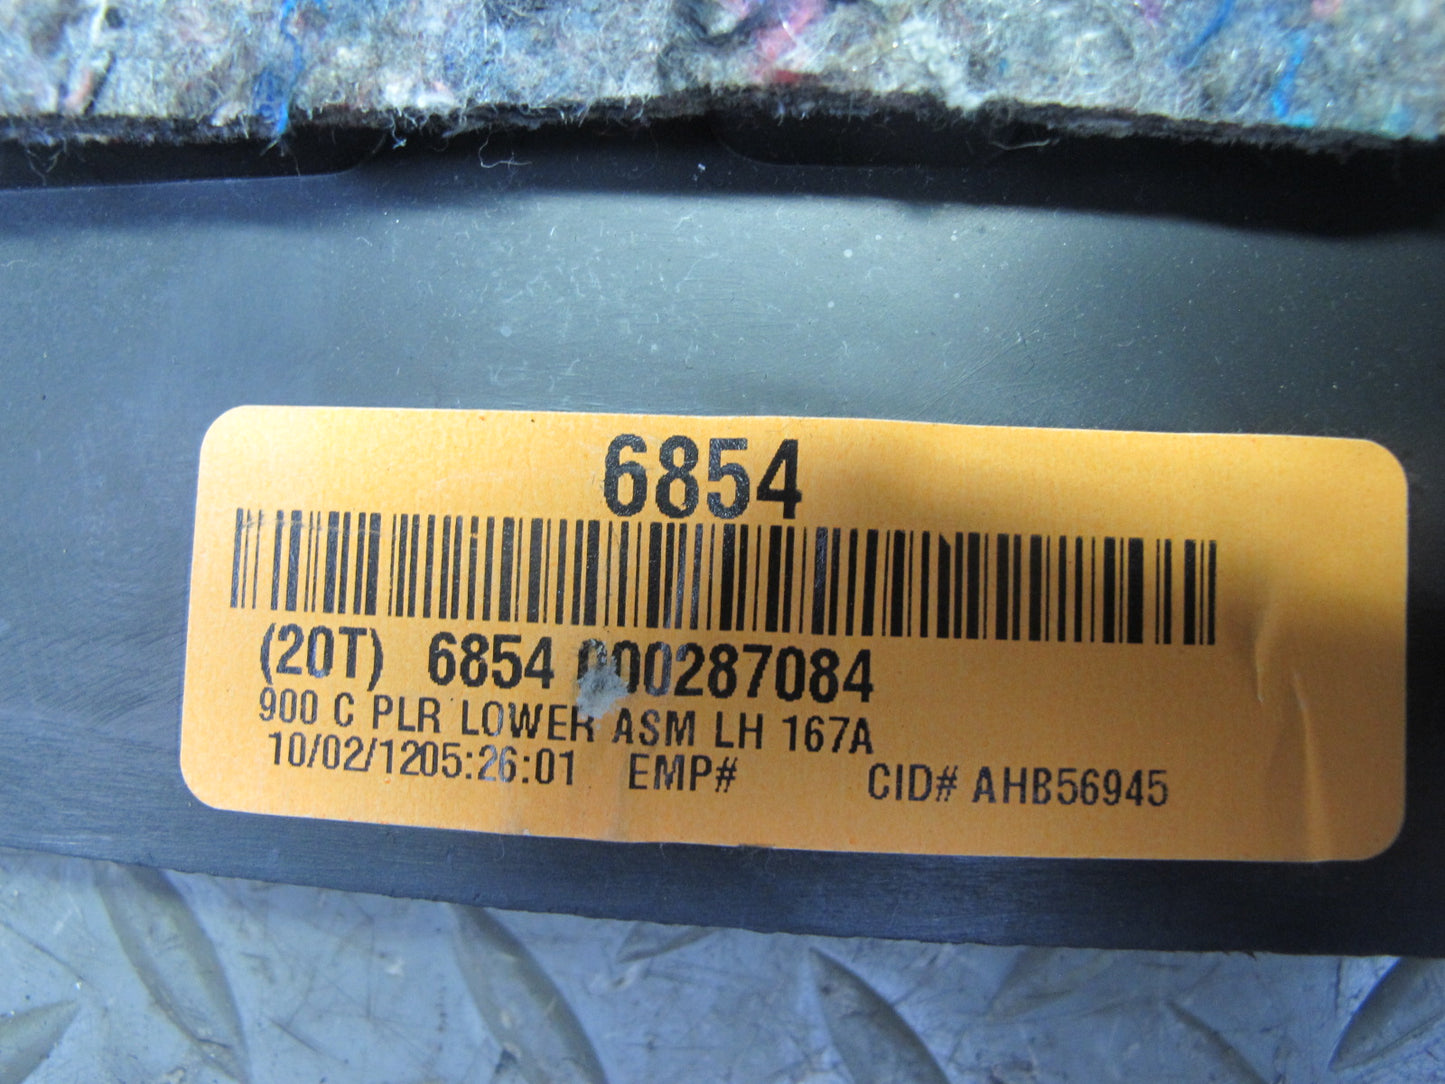 6854
(20T) 6854 000287084
900 C PLR LOWER ASM LH 167A
10/02/1205:26:01 EMP# CID# AHB56945